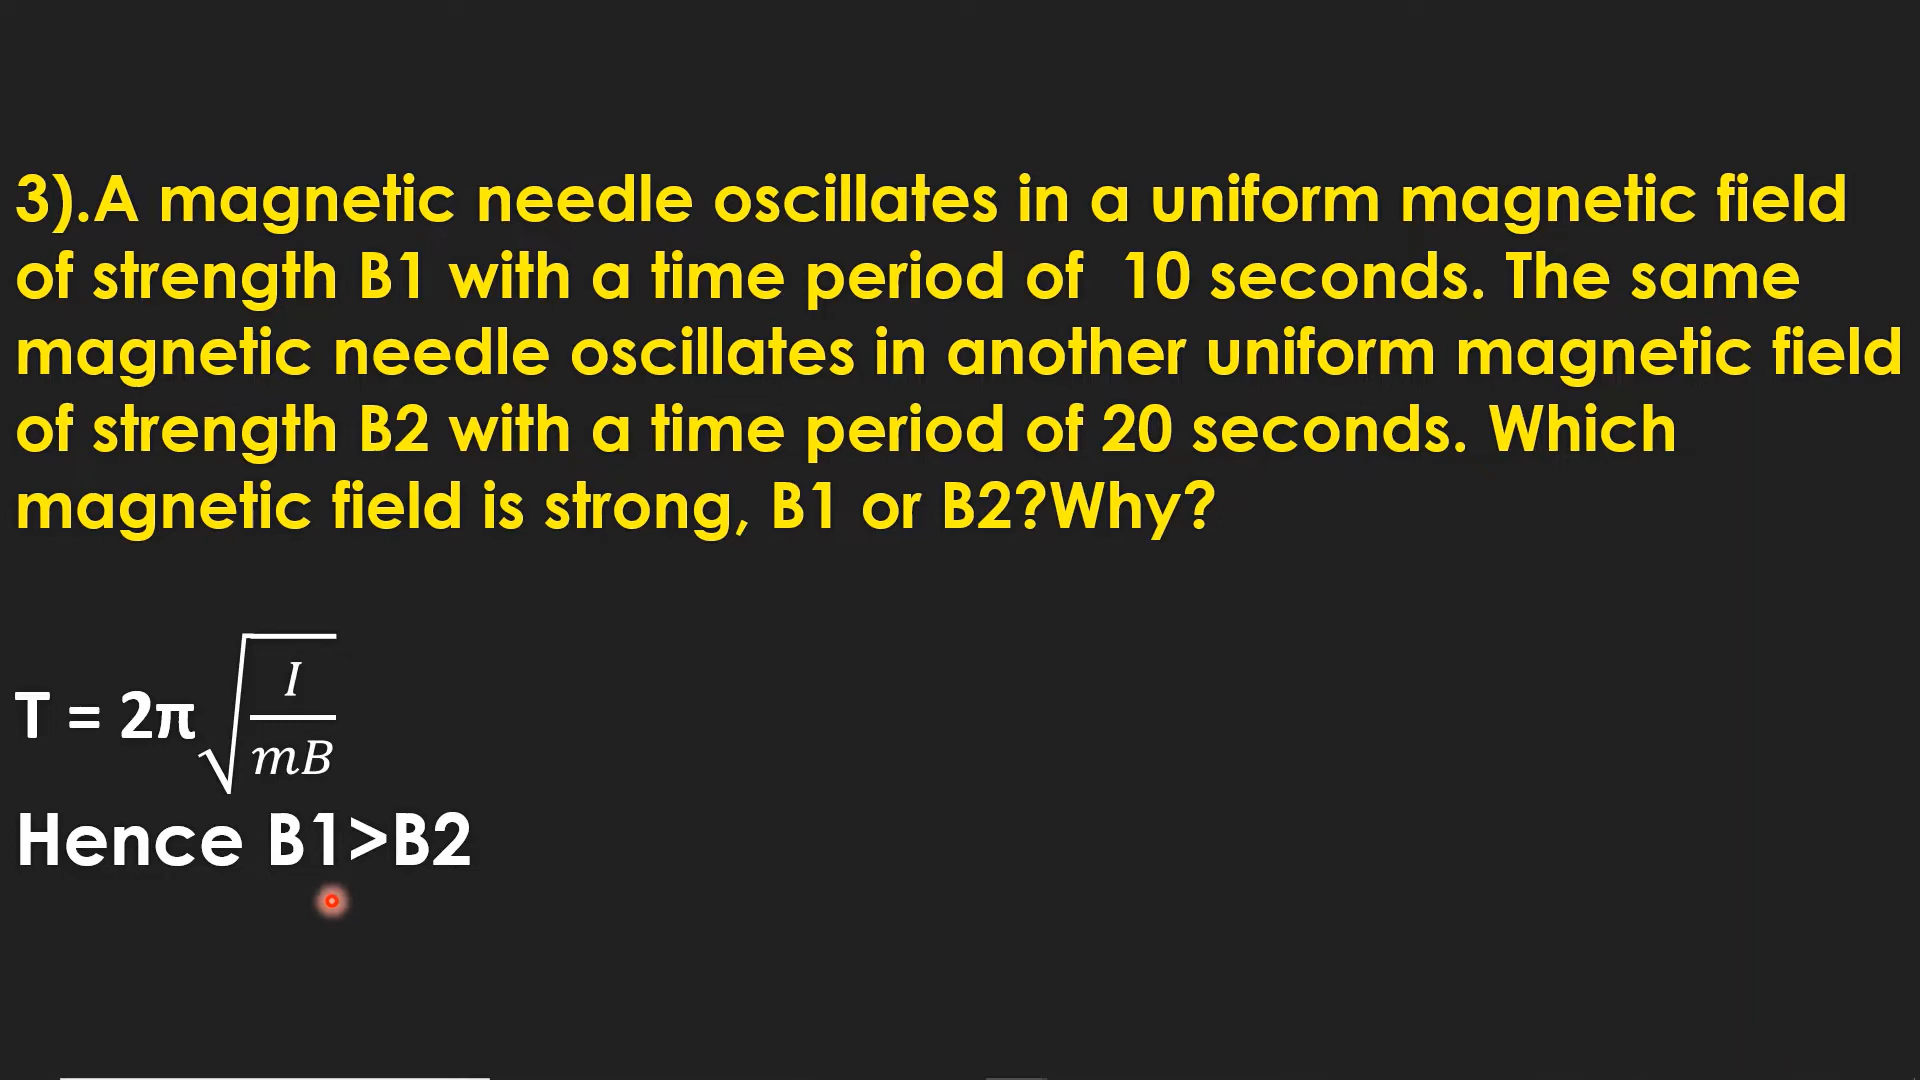 3).A magnetic needle oscillates in a uniform magnetic field
of strength B1 with a time period of  10 seconds. The same
magnetic needle oscillates in another uniform magnetic field
of strength B2 with a time period of 20 seconds. Which
magnetic field is strong, B1 or B2?Why?
T = 2π√(I/mB)
Hence B1>B2